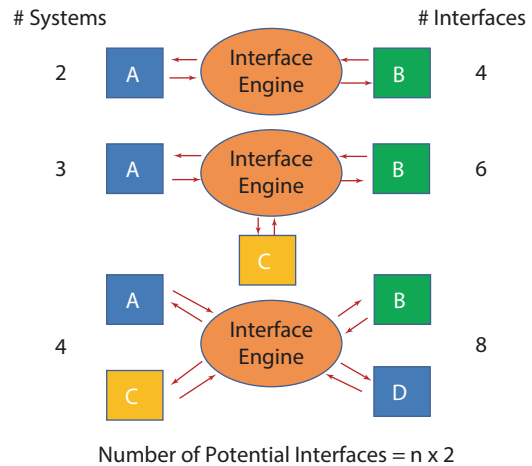 # Systems
# Interfaces
2
A
Interface
Engine
B
4
3
A
Interface
Engine
B
6
C
A
B
4
Interface
Engine
8
C
D
Number of Potential Interfaces = n x 2